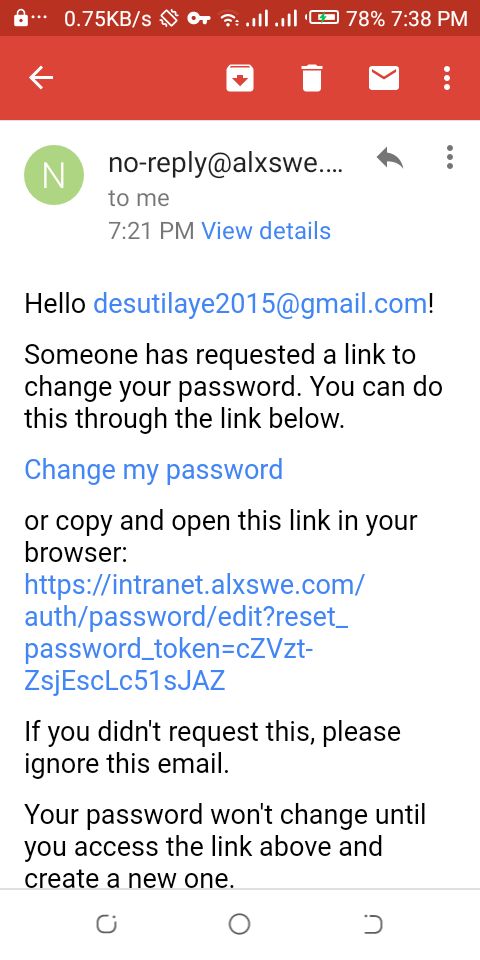 0.75KB/s 78% 7:38 PM
N
no-reply@alxswe....
to me
7:21 PM View details
Hello desutilaye2015@gmail.com!
Someone has requested a link to
change your password. You can do
this through the link below.
Change my password
or copy and open this link in your
browser:
https://intranet.alxswe.com/
auth/password/edit?reset_
password_token=cZVzt-
ZsjEscLc51sJAZ
If you didn't request this, please
ignore this email.
Your password won't change until
you access the link above and
create a new one.